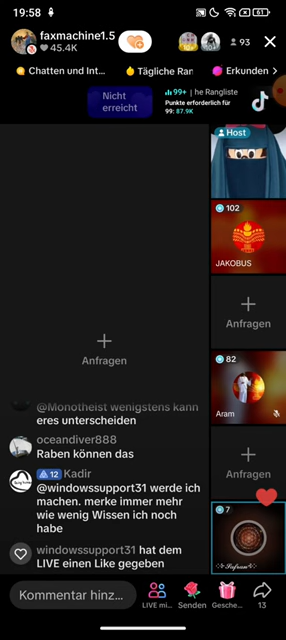 19:58
61
faxmachine1.5
45.4K
93
Chatten und Int...
Tägliche Ran
Erkunden
Nicht erreicht
99+ | he Rangliste
Punkte erforderlich für
99: 87.9K
Host
102
JAKOBUS
Anfragen
Anfragen
82
Aram
Anfragen
7
@Monotheist wenigstens kann
eres unterscheiden
oceandiver888
Raben können das
12 Kadir
@windowssupport31 werde ich
machen. merke immer mehr
wie wenig Wissen ich noch
habe
windowssupport31 hat dem
LIVE einen Like gegeben
Kommentar hinz...
LIVE mi...
Senden
Gesche...
13